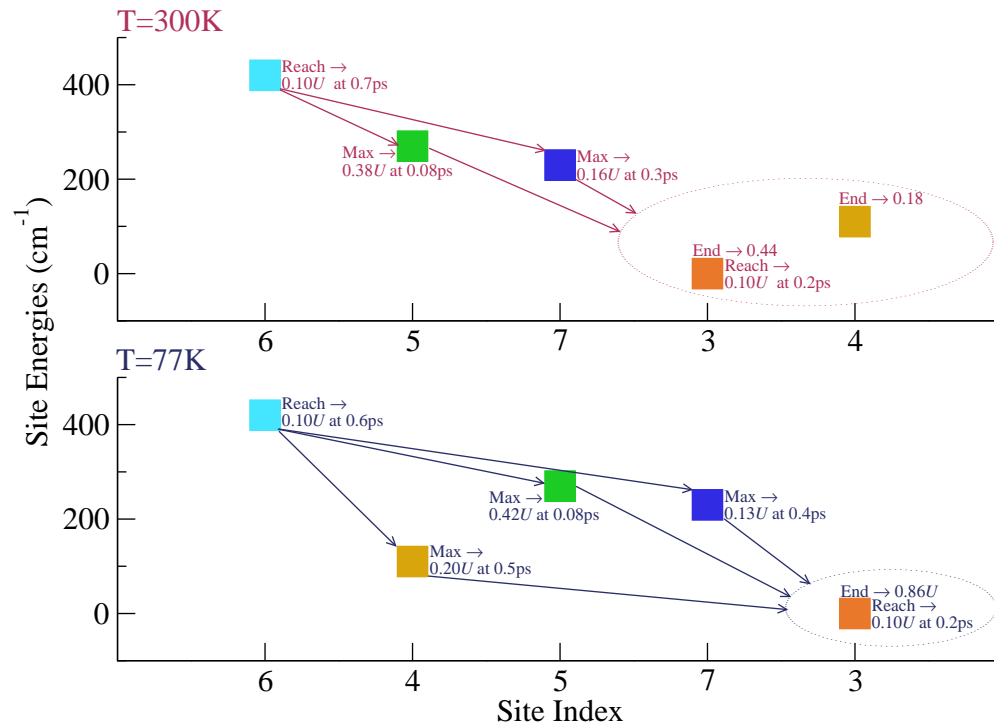 T=300K
Reach →
0.10U at 0.7ps
400
Max →
0.38U at 0.08ps
Max →
0.16U at 0.3ps
200
End → 0.18
End → 0.44
Reach →
0.10U at 0.2ps
0
6 5 7 3 4
Site Energies (cm⁻¹)
T=77K
Reach →
0.10U at 0.6ps
400
Max →
0.42U at 0.08ps
Max →
0.13U at 0.4ps
200
Max →
0.20U at 0.5ps
End → 0.86U
Reach →
0.10U at 0.2ps
0
6 4 5 7 3
Site Index